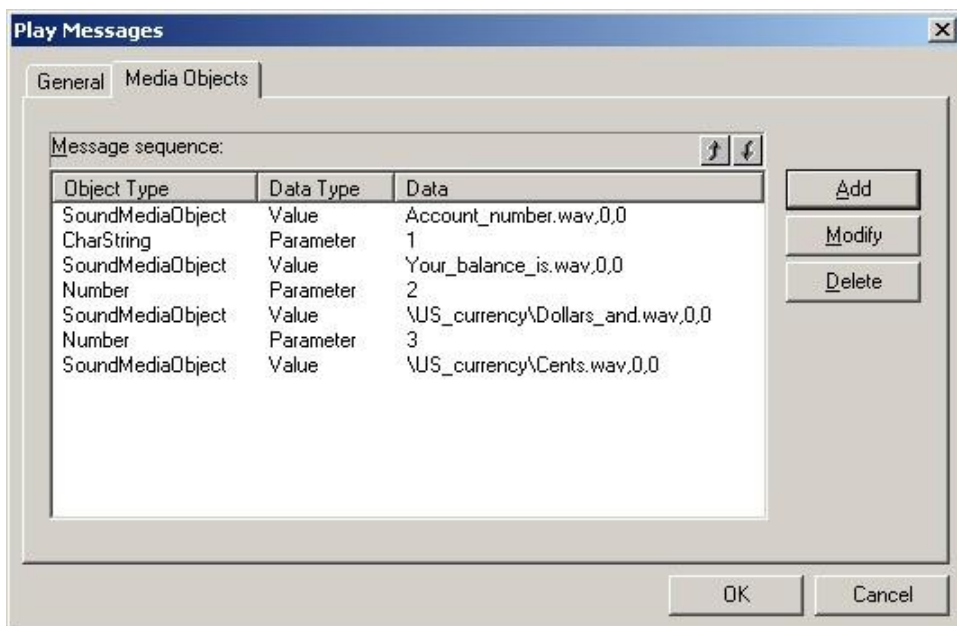 Play Messages
General Media Objects
Message sequence:
Object Type Data Type Data
SoundMediaObject Value Account_number.wav,0,0
CharString Parameter 1
SoundMediaObject Value Your_balance_is.wav,0,0
Number Parameter 2
SoundMediaObject Value \US_currency\Dollars_and.wav,0,0
Number Parameter 3
SoundMediaObject Value \US_currency\Cents.wav,0,0
Add
Modify
Delete
OK Cancel